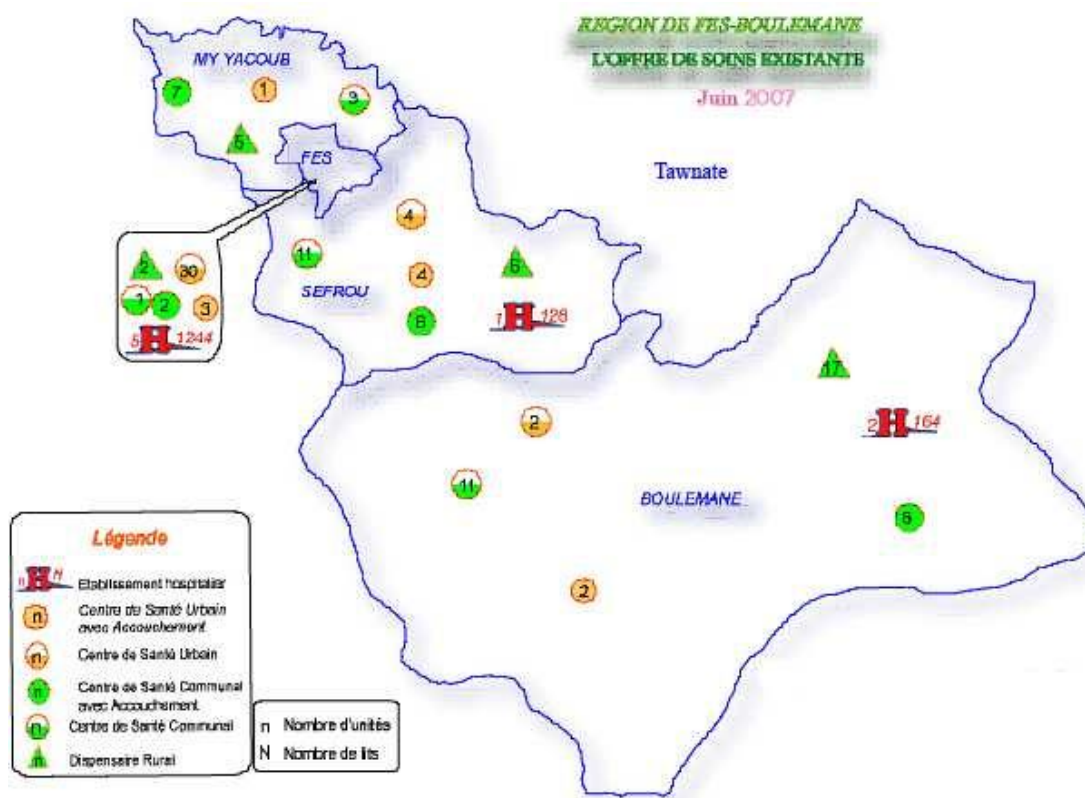 REGION DE FES-BOULEMANE
L'OFFRE DE SOINS EXISTANTE
Juin 2007
MY YACOUB
7
1
3
5
FES
Tawnate
4
11
4
6
SEFROU
1 H 126
2
30
1
2
3
5 H 1244
17
2
2 H 164
11
BOULEMANE
2
Légende
n H N Etablissement hospitalier
n Centre de Santé Urbain
avec Accouchement
n Centre de Santé Urbain
n Centre de Santé Communal
avec Accouchement
n Centre de Santé Communal
n Dispensaire Rural
n Nombre d'unités
N Nombre de lits